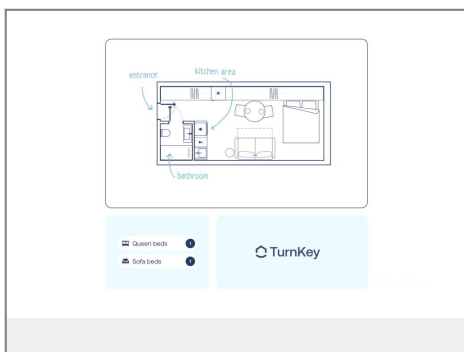 entrance
kitchen area
bathroom
Queen beds 1
Sofa beds 1
TurnKey